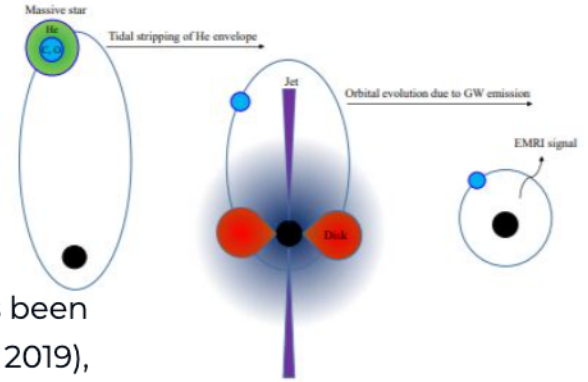 Massive star
He
C, O
Tidal stripping of He envelope
Jet
Orbital evolution due to GW emission
EMRI signal
Disk
been
2019),